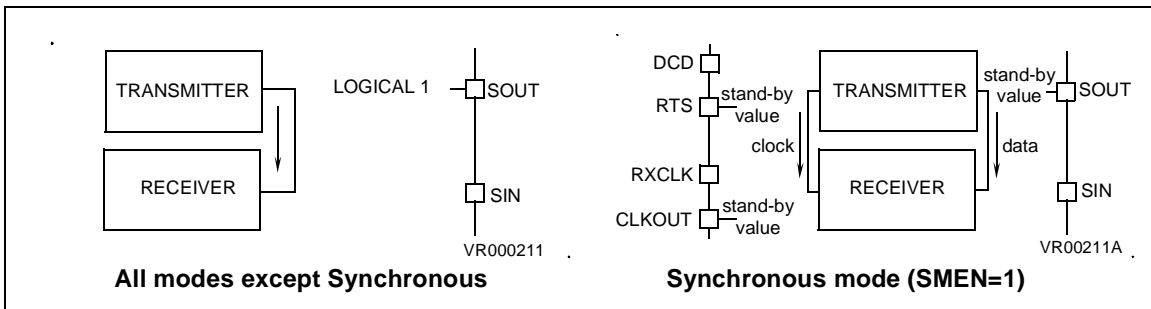 TRANSMITTER
RECEIVER
LOGICAL 1
SOUT
SIN
VR000211
All modes except Synchronous
DCD
RTS
stand-by
value
RXCLK
CLKOUT
stand-by
value
clock
TRANSMITTER
RECEIVER
data
stand-by
value
SOUT
SIN
VR00211A
Synchronous mode (SMEN=1)